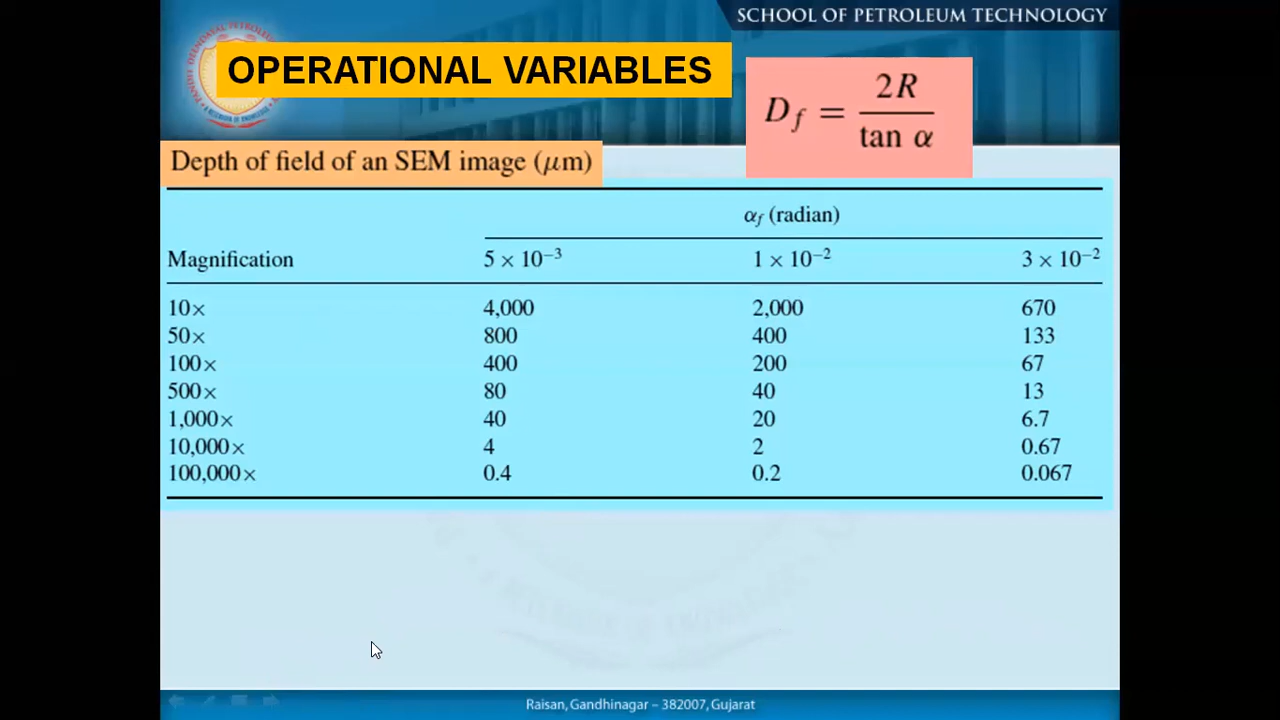 SCHOOL OF PETROLEUM TECHNOLOGY
OPERATIONAL VARIABLES
D_f = 2R / tan α
Depth of field of an SEM image (μm)
α_f (radian)
Magnification 5 × 10⁻³ 1 × 10⁻² 3 × 10⁻²
10× 4,000 2,000 670
50× 800 400 133
100× 400 200 67
500× 80 40 13
1,000× 40 20 6.7
10,000× 4 2 0.67
100,000× 0.4 0.2 0.067
Raisan, Gandhinagar – 382007, Gujarat